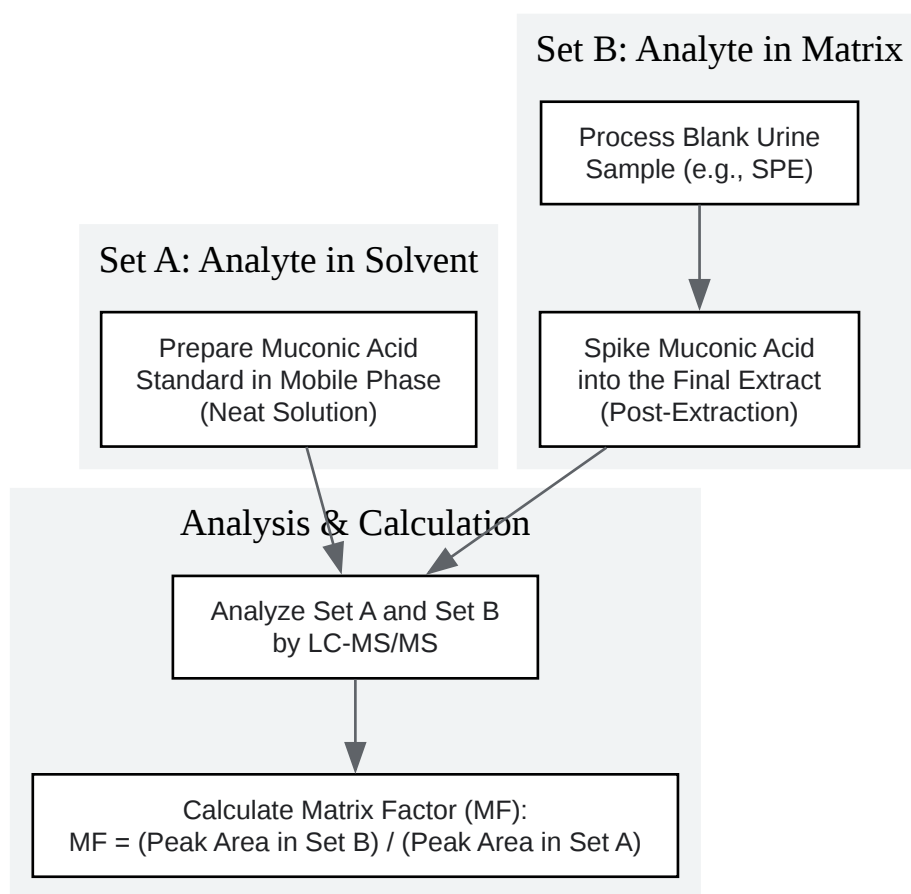 Set B: Analyte in Matrix
Process Blank Urine
Sample (e.g., SPE)
Set A: Analyte in Solvent
Prepare Muconic Acid
Standard in Mobile Phase
(Neat Solution)
Spike Muconic Acid
into the Final Extract
(Post-Extraction)
Analysis & Calculation
Analyze Set A and Set B
by LC-MS/MS
Calculate Matrix Factor (MF):
MF = (Peak Area in Set B) / (Peak Area in Set A)